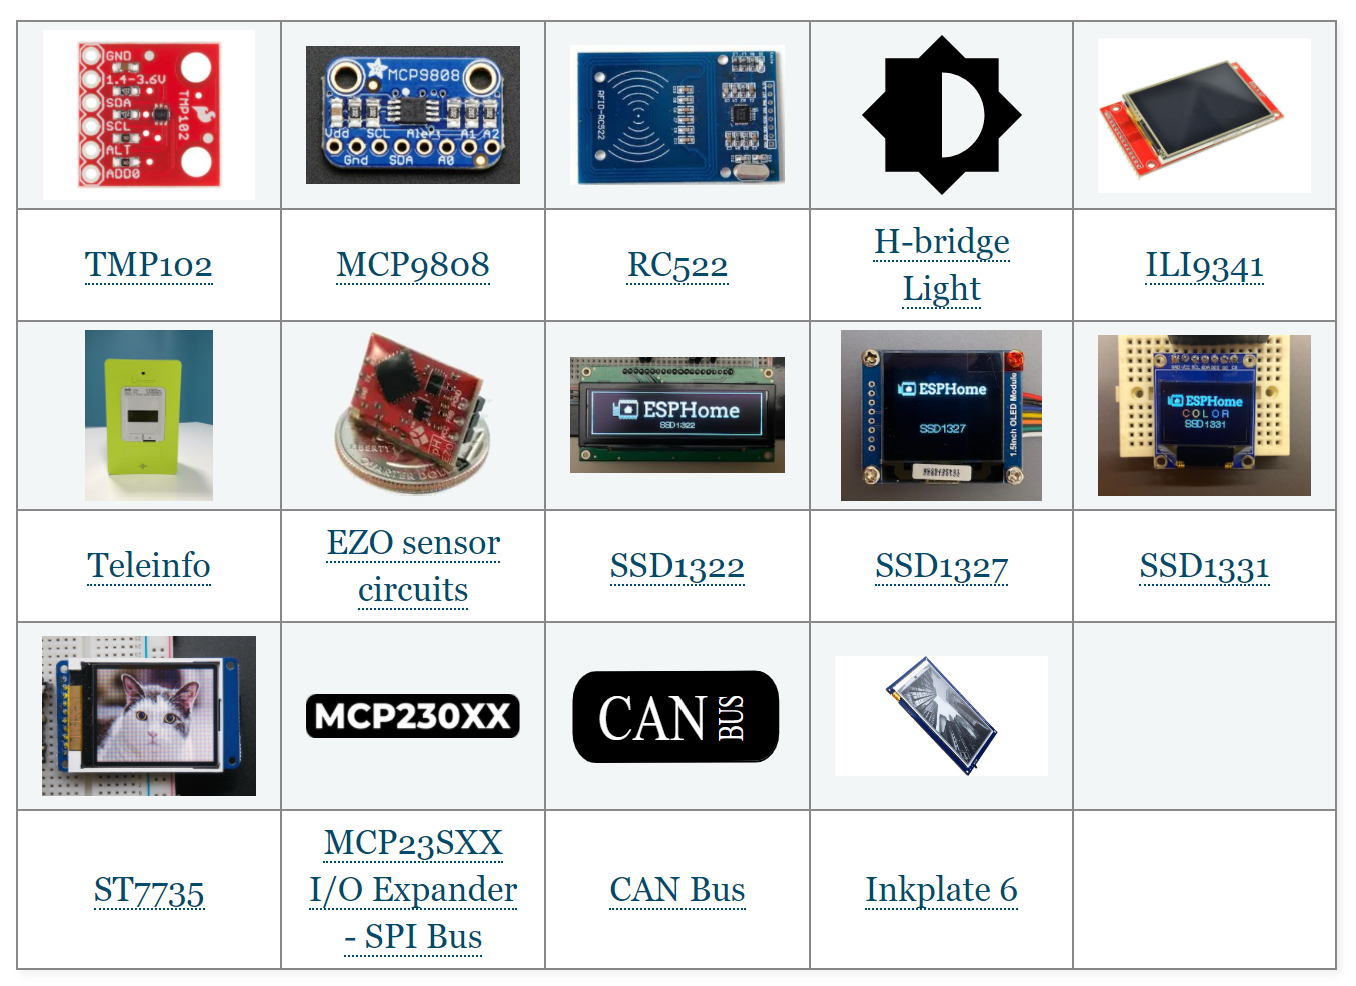 GND
1.4-3.6V
SDA
SCL
ALT
ADD0
TMP102
MCP9808
Vdd SCL Alert A1 A2
Gnd SDA A0
RFID-RC522
TMP102
MCP9808
RC522
H-bridge
Light
ILI9341
ESPHome
SSD1322
ESPHome
SSD1327
1.5inch OLED Module
ESPHome
COLOR
SSD1331
Teleinfo
EZO sensor
circuits
SSD1322
SSD1327
SSD1331
MCP230XX
CAN BUS
ST7735
MCP23SXX
I/O Expander
- SPI Bus
CAN Bus
Inkplate 6